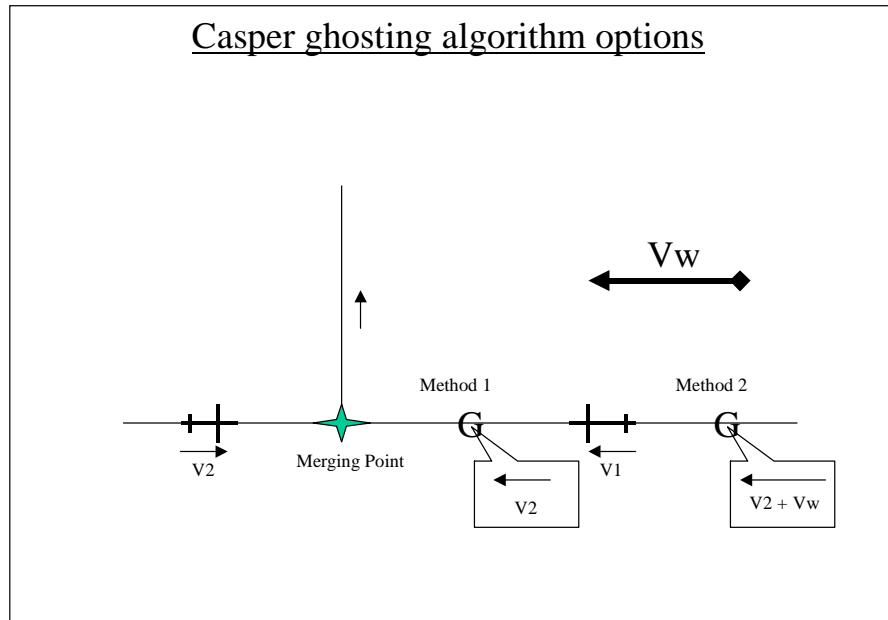 Casper ghosting algorithm options
Vw
Method 1
Method 2
G
G
V2
Merging Point
V1
V2
V2 + Vw